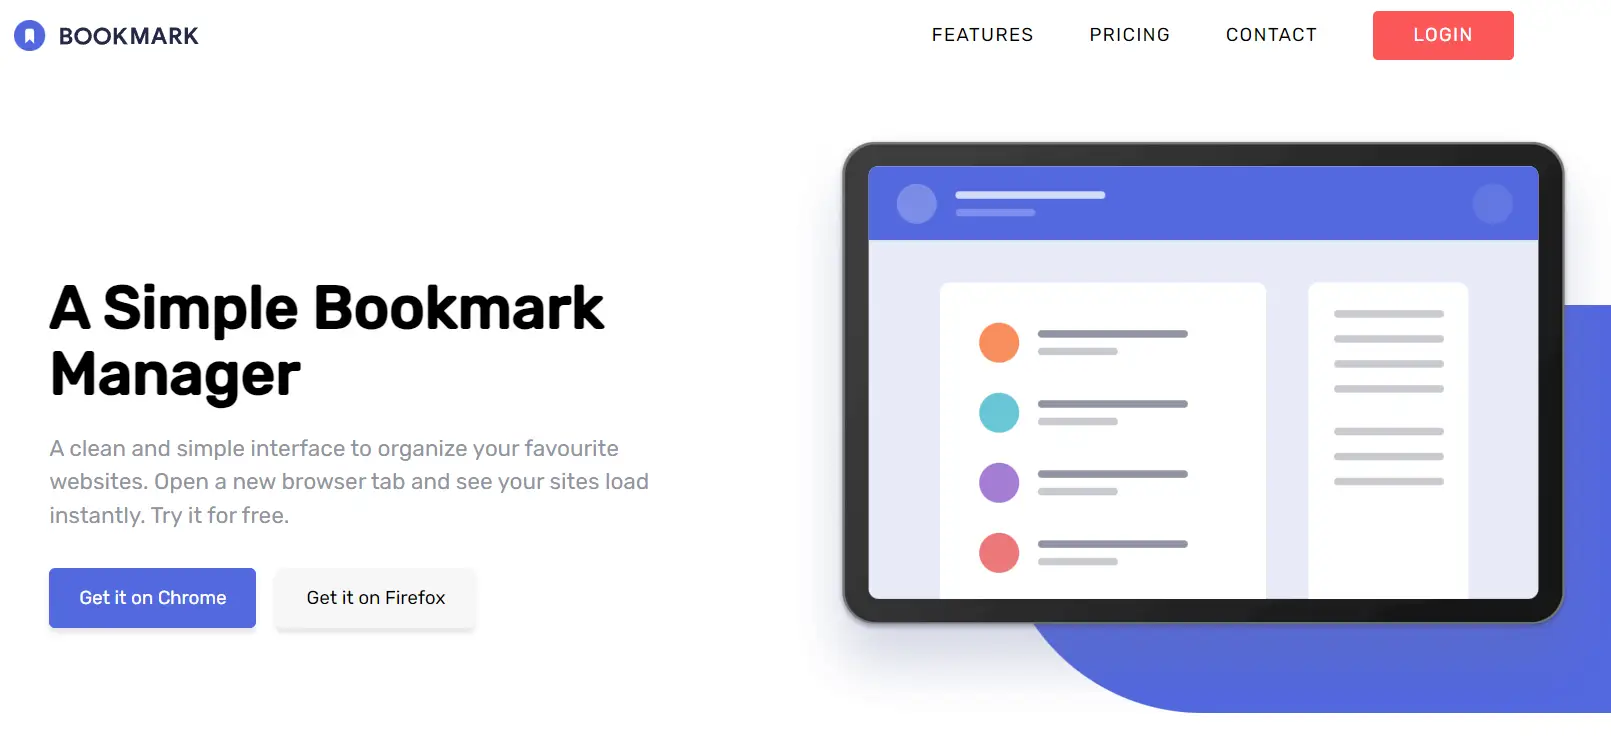 BOOKMARK
FEATURES
PRICING
CONTACT
LOGIN
A Simple Bookmark
Manager
A clean and simple interface to organize your favourite
websites. Open a new browser tab and see your sites load
instantly. Try it for free.
Get it on Chrome
Get it on Firefox